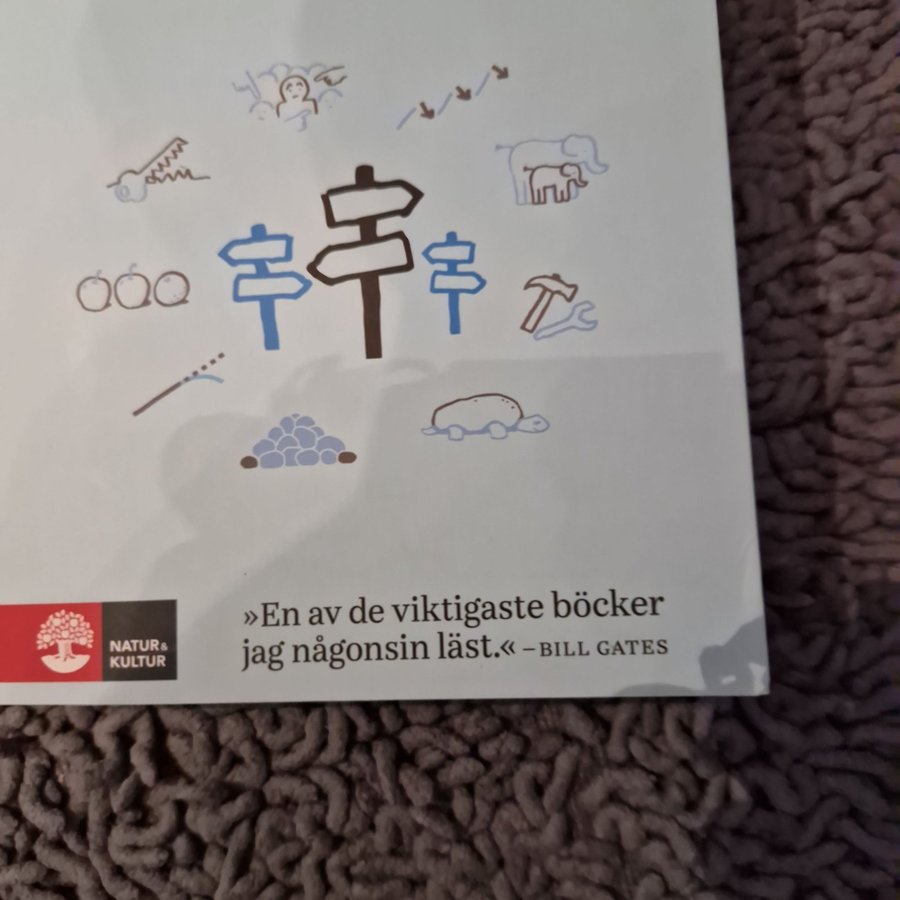 NATUR&
KULTUR
»En av de viktigaste böcker
jag någonsin läst.« – BILL GATES